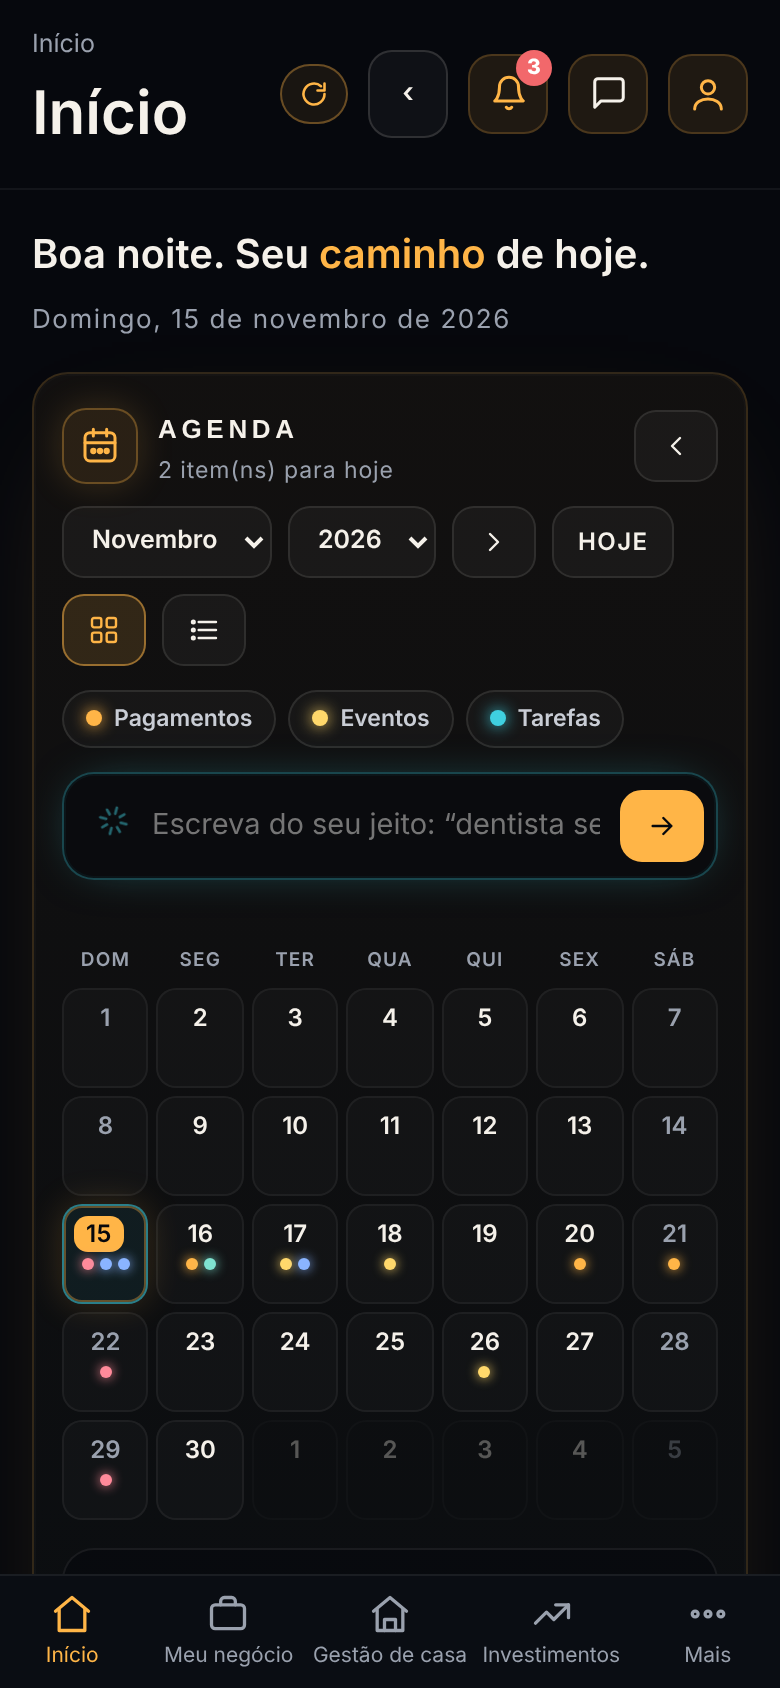 Início
Início
‹
3
Boa noite. Seu caminho de hoje.
Domingo, 15 de novembro de 2026
AGENDA
2 item(ns) para hoje
Novembro 2026 HOJE
Pagamentos Eventos Tarefas
Escreva do seu jeito: “dentista se
DOM SEG TER QUA QUI SEX SÁB
1 2 3 4 5 6 7
8 9 10 11 12 13 14
15 16 17 18 19 20 21
22 23 24 25 26 27 28
29 30 1 2 3 4 5
Início Meu negócio Gestão de casa Investimentos Mais